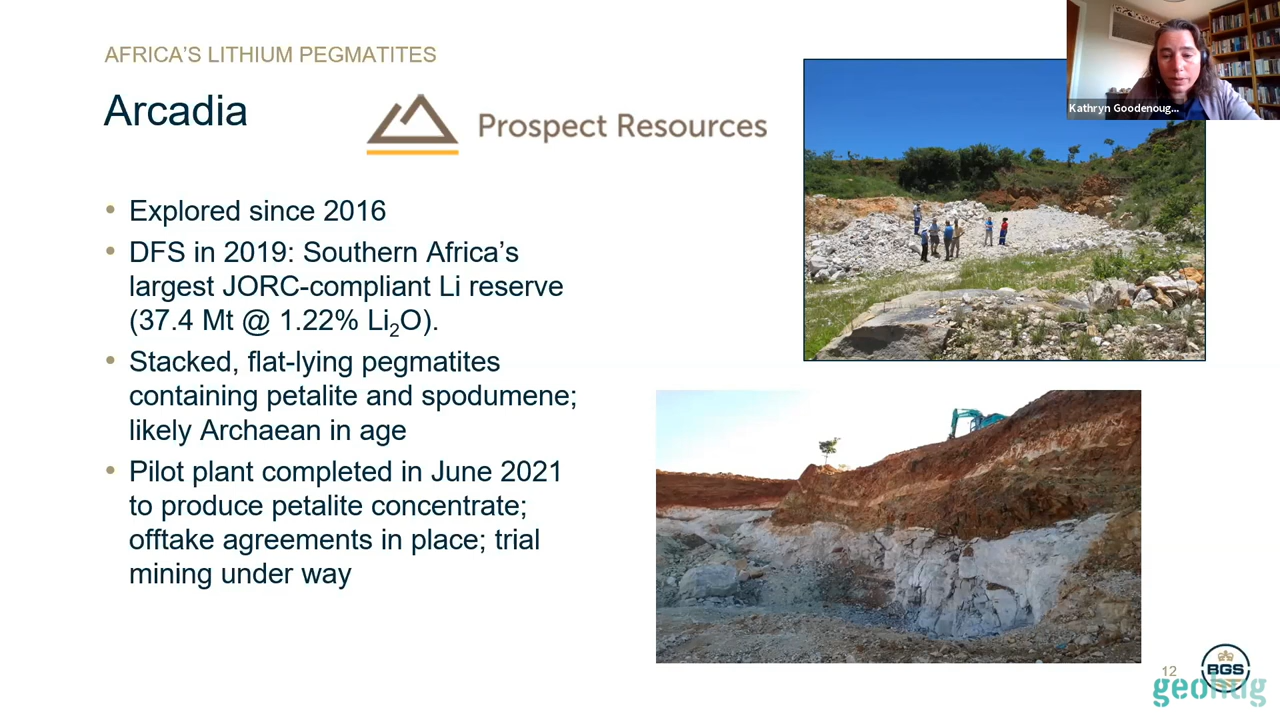 AFRICA'S LITHIUM PEGMATITES
Arcadia
Prospect Resources
Kathryn Goodenoug...
• Explored since 2016
• DFS in 2019: Southern Africa's
largest JORC-compliant Li reserve
(37.4 Mt @ 1.22% Li₂O).
• Stacked, flat-lying pegmatites
containing petalite and spodumene;
likely Archaean in age
• Pilot plant completed in June 2021
to produce petalite concentrate;
offtake agreements in place; trial
mining under way
12
BGS
geohug